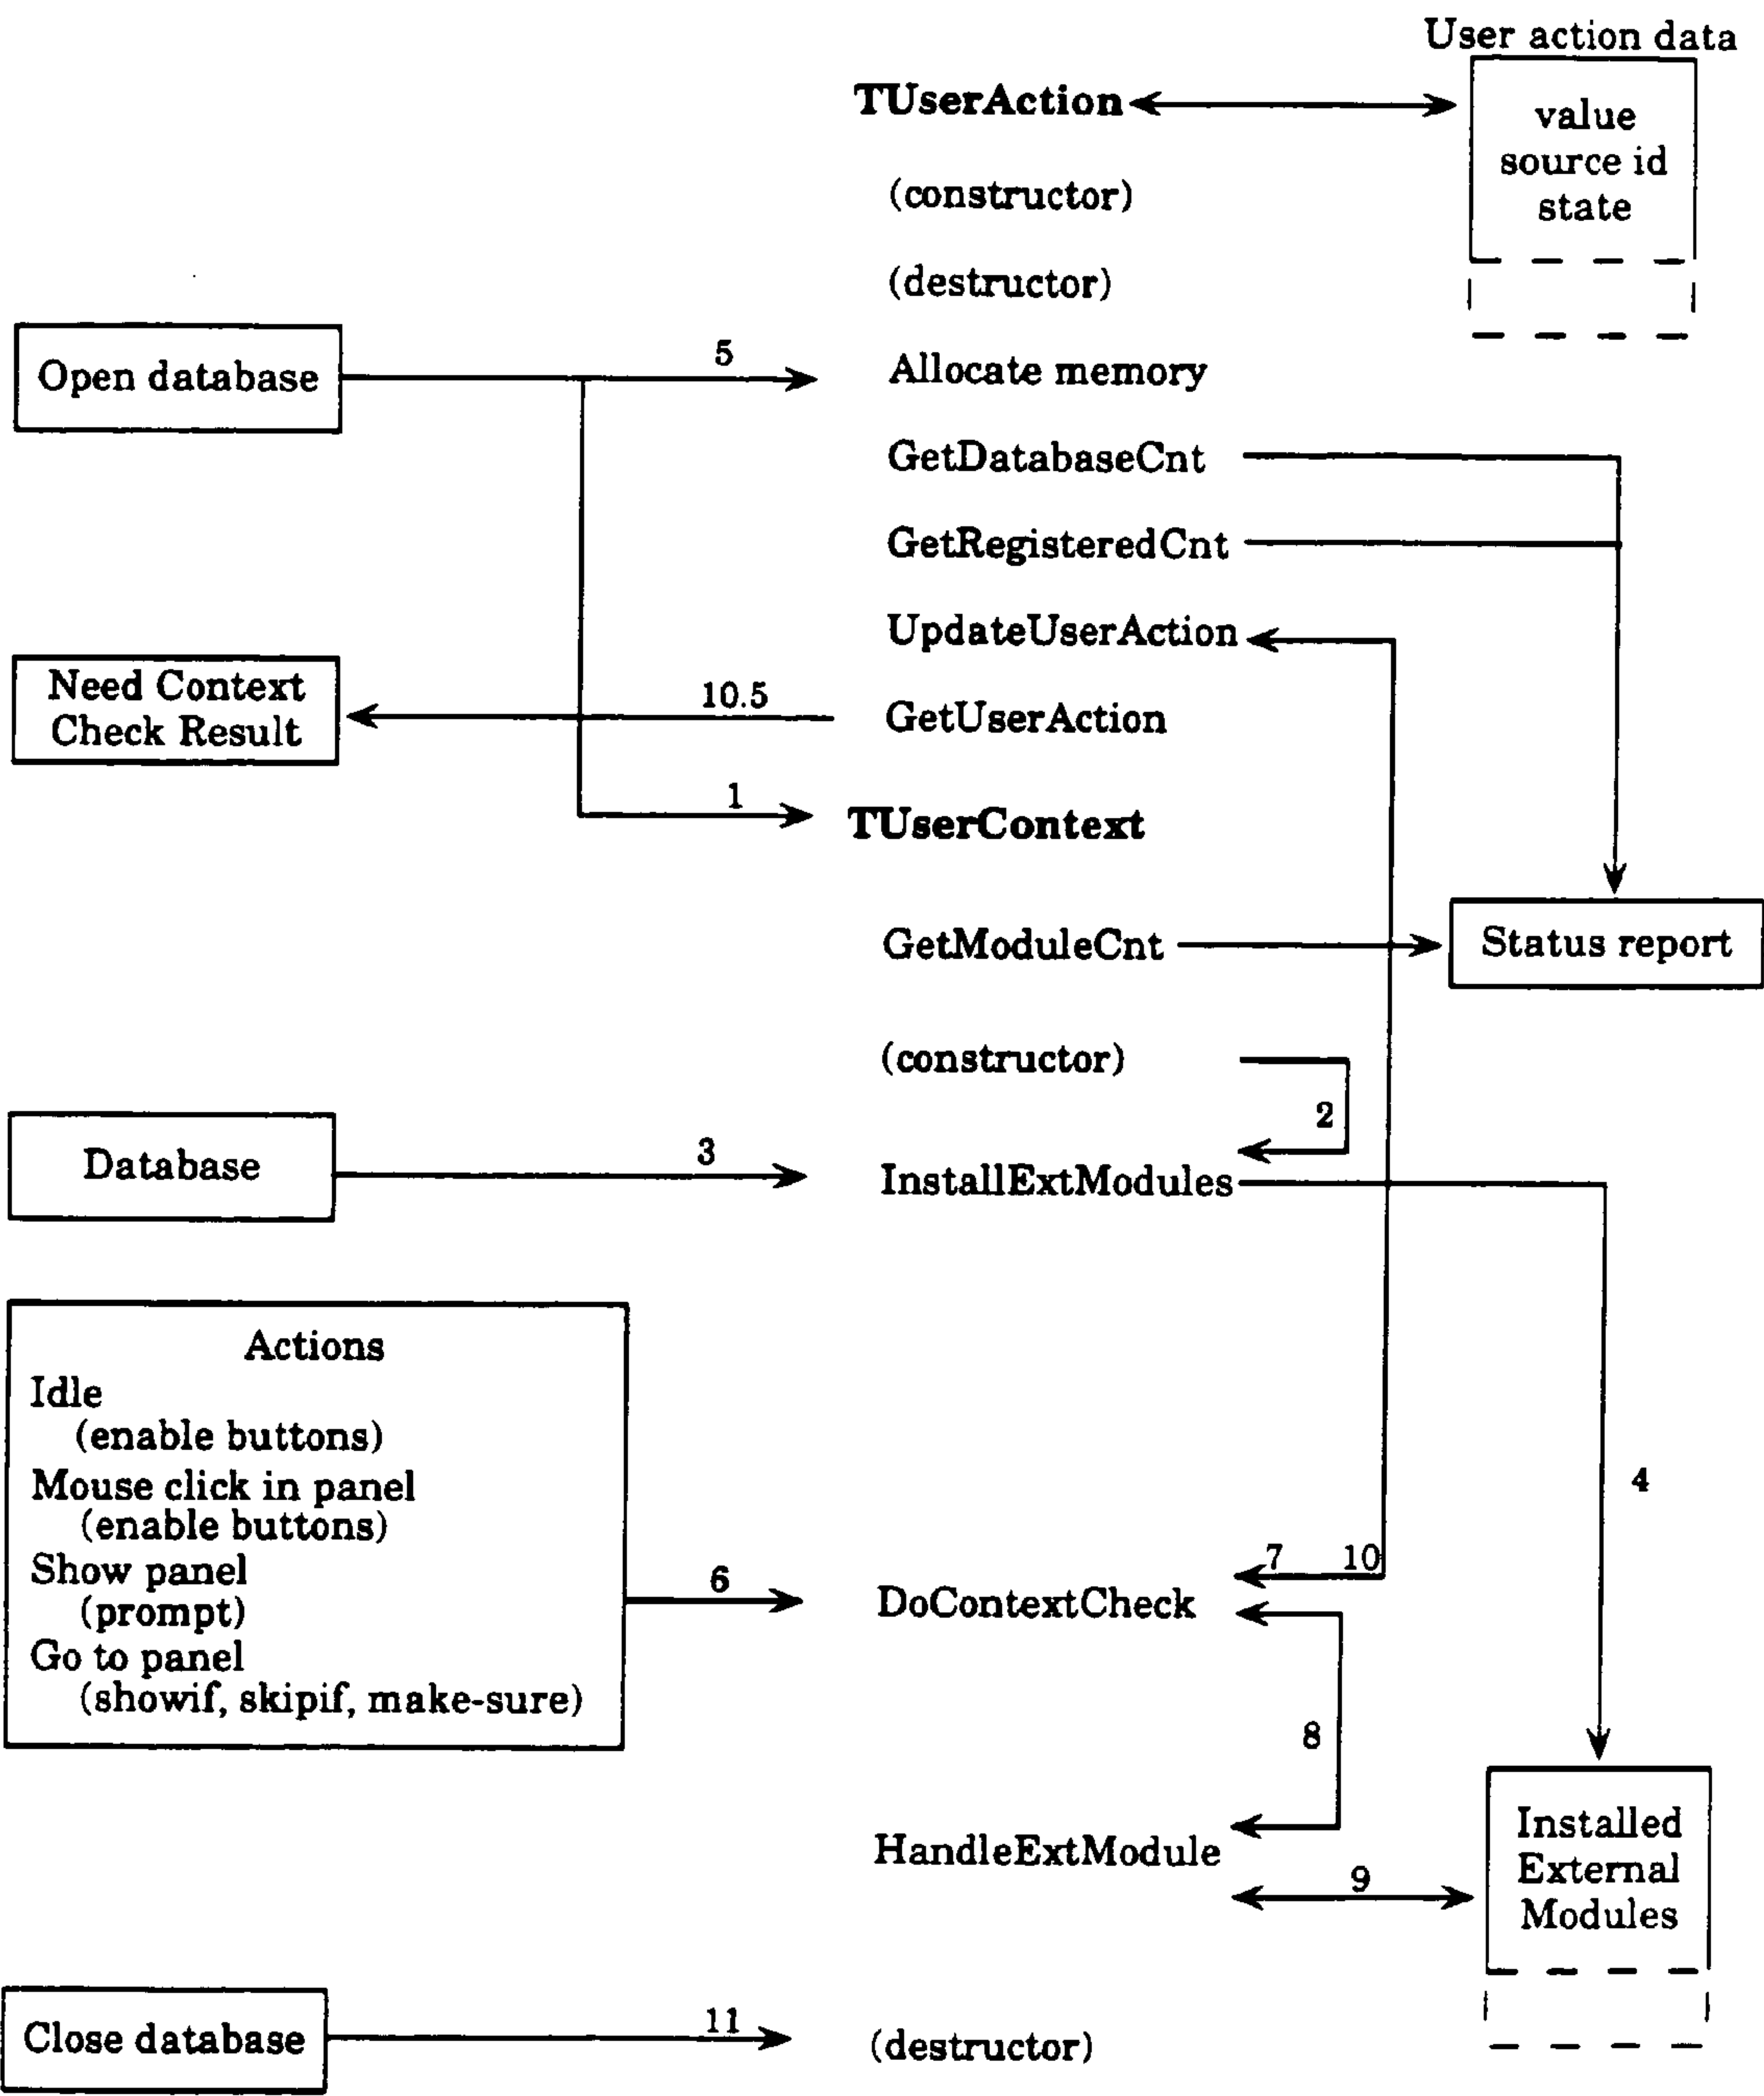 User action data
TUserAction
value
source id
state
(constructor)
(destructor)
5
Open database
Allocate memory
GetDatabaseCnt
GetRegisteredCnt
UpdateUserAction
Need Context
Check Result
10.5
GetUserAction
1
TUserContext
GetModuleCnt
Status report
(constructor)
2
Database
3
InstallExtModules
Actions
Idle
(enable buttons)
Mouse click in panel
(enable buttons)
Show panel
(prompt)
Go to panel
(showif, skipif, make-sure)
4
6
7 10
DoContextCheck
8
HandleExtModule
9
Installed
External
Modules
Close database
11
(destructor)